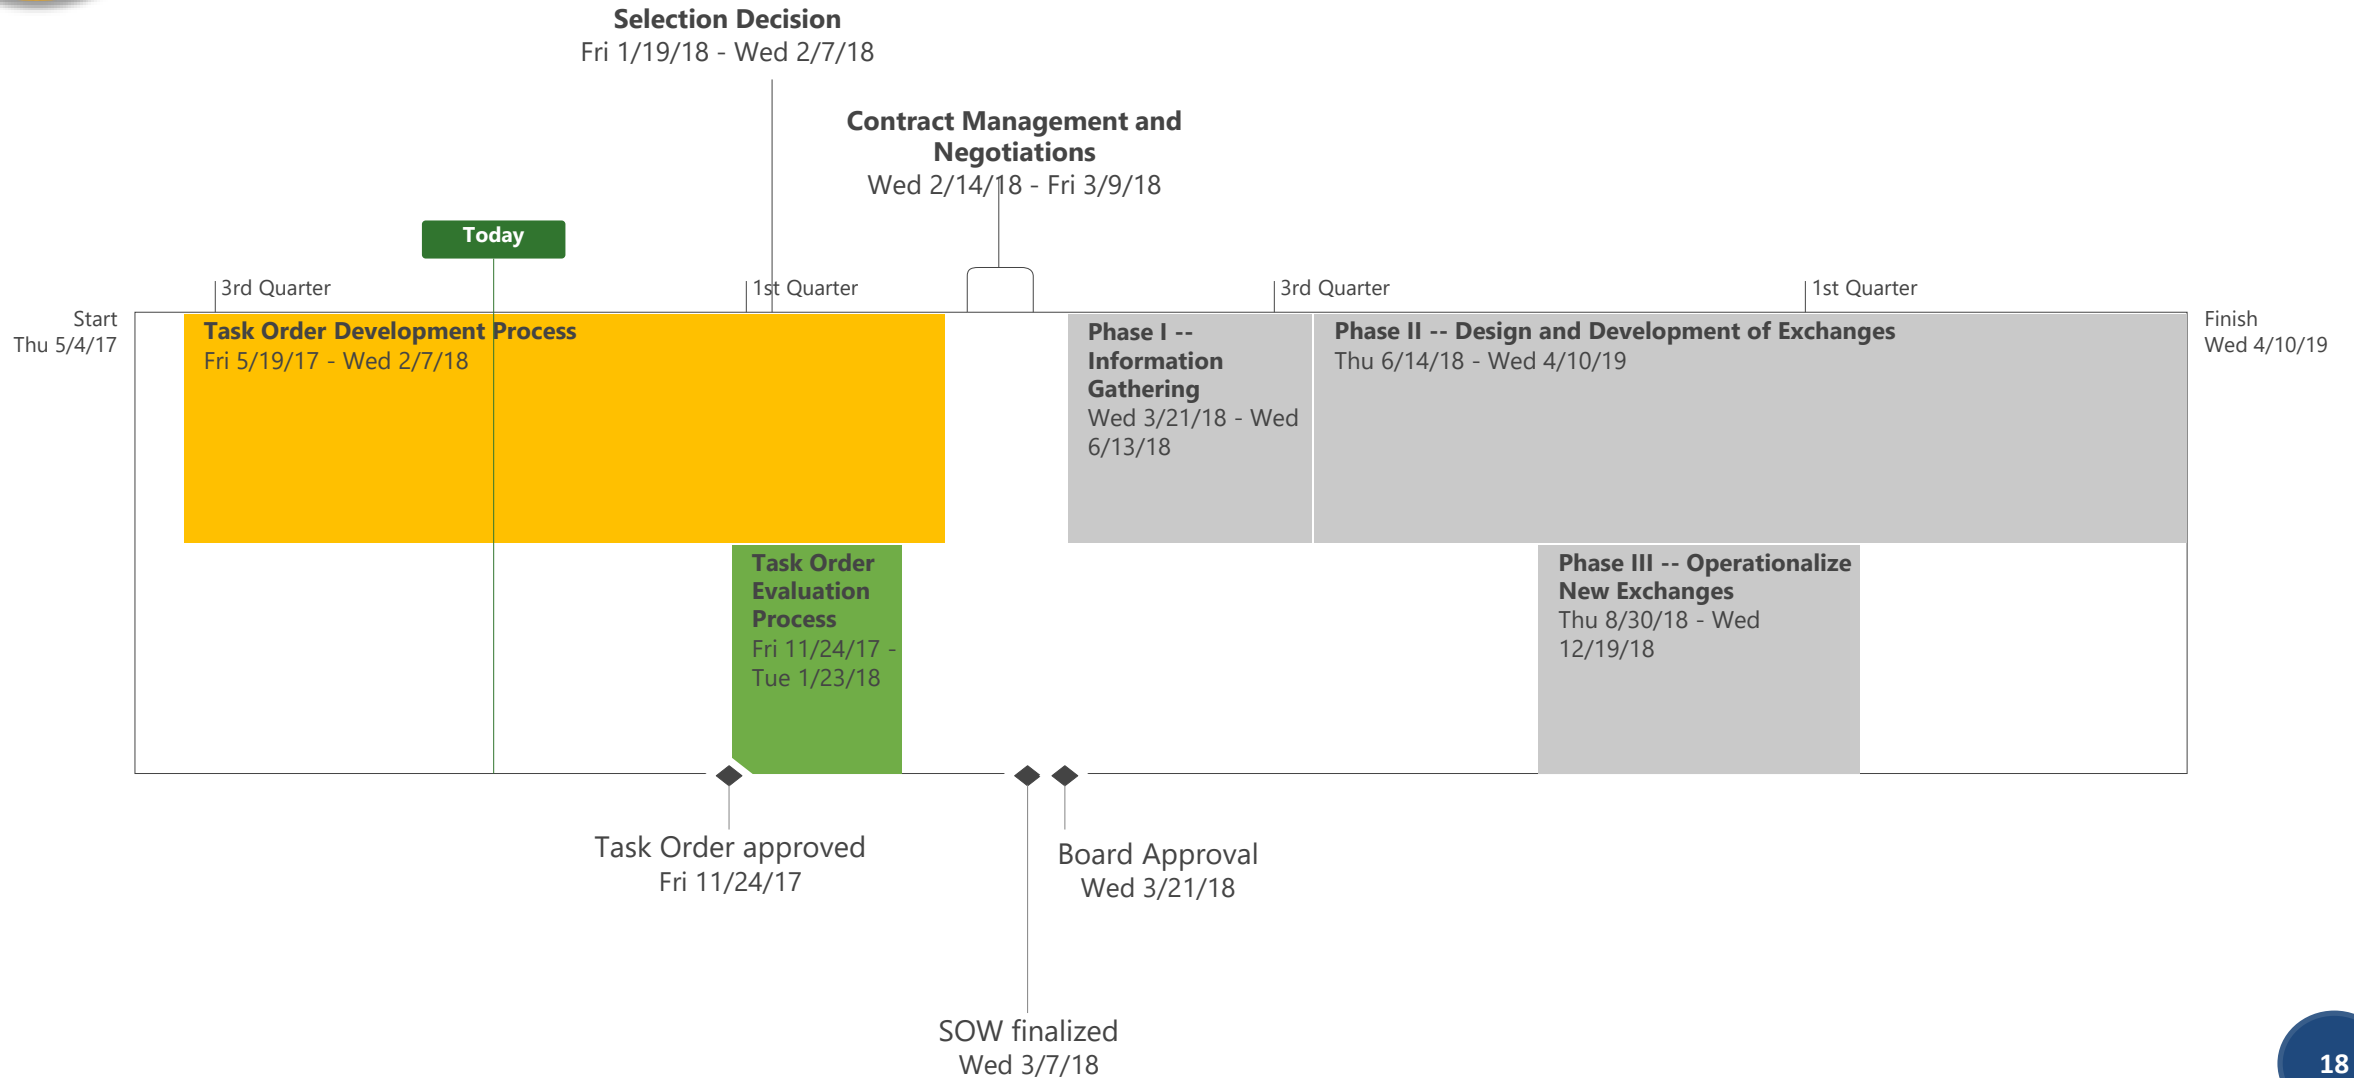 Selection Decision
Fri 1/19/18 - Wed 2/7/18
Contract Management and
Negotiations
Wed 2/14/18 - Fri 3/9/18
Today
3rd Quarter
1st Quarter
3rd Quarter
1st Quarter
Start
Thu 5/4/17
Task Order Development Process
Fri 5/19/17 - Wed 2/7/18
Phase I --
Information
Gathering
Wed 3/21/18 - Wed
6/13/18
Phase II -- Design and Development of Exchanges
Thu 6/14/18 - Wed 4/10/19
Finish
Wed 4/10/19
Task Order
Evaluation
Process
Fri 11/24/17 -
Tue 1/23/18
Phase III -- Operationalize
New Exchanges
Thu 8/30/18 - Wed
12/19/18
Task Order approved
Fri 11/24/17
Board Approval
Wed 3/21/18
SOW finalized
Wed 3/7/18
18